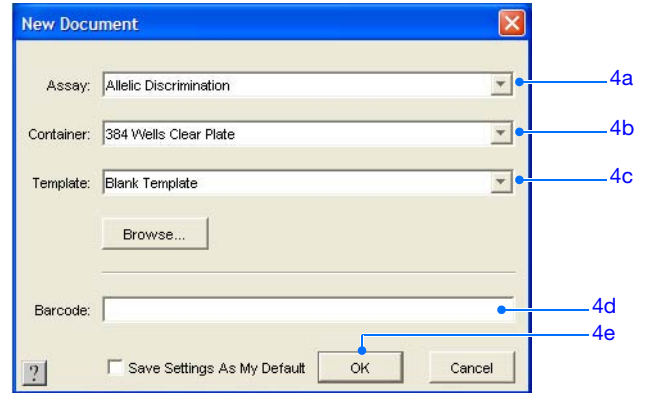 New Document
Assay: Allelic Discrimination 4a
Container: 384 Wells Clear Plate 4b
Template: Blank Template 4c
Browse...
Barcode: 4d
4e
? Save Settings As My Default OK Cancel